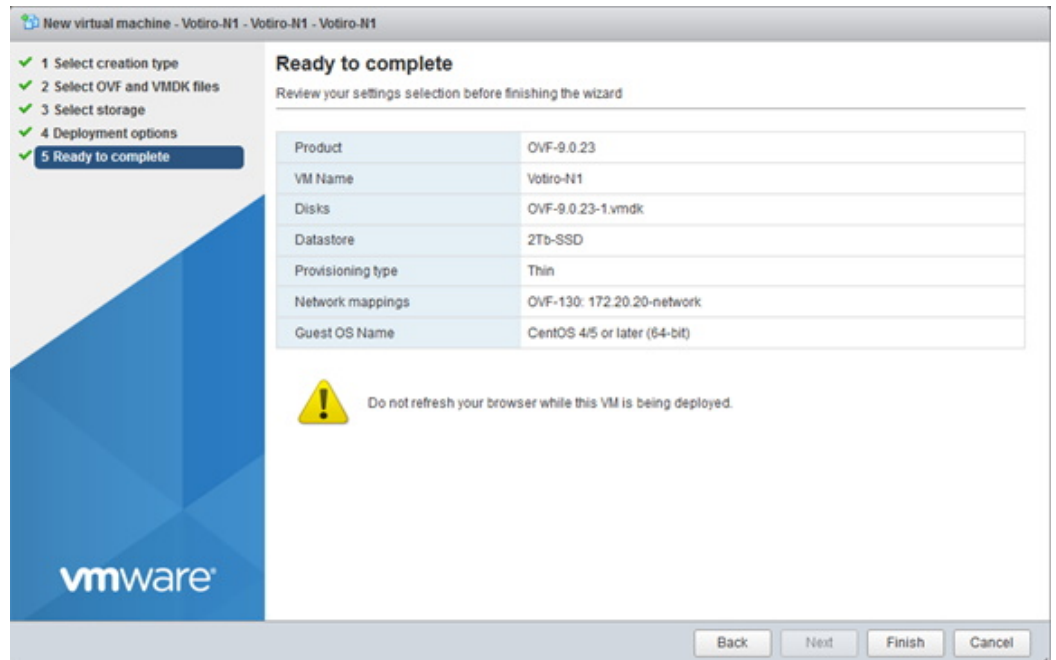 New virtual machine - Votiro-N1 - Votiro-N1 - Votiro-N1
1 Select creation type
2 Select OVF and VMDK files
3 Select storage
4 Deployment options
5 Ready to complete
Ready to complete
Review your settings selection before finishing the wizard
Product OVF-9.0.23
VM Name Votiro-N1
Disks OVF-9.0.23-1.vmdk
Datastore 2Tb-SSD
Provisioning type Thin
Network mappings OVF-130: 172.20.20-network
Guest OS Name CentOS 4/5 or later (64-bit)
Do not refresh your browser while this VM is being deployed.
vmware®
Back Next Finish Cancel